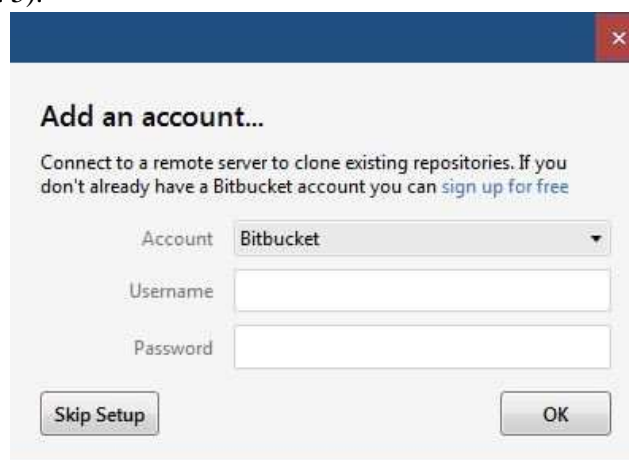 Add an account...
Connect to a remote server to clone existing repositories. If you
don't already have a Bitbucket account you can sign up for free
Account Bitbucket
Username
Password
Skip Setup OK